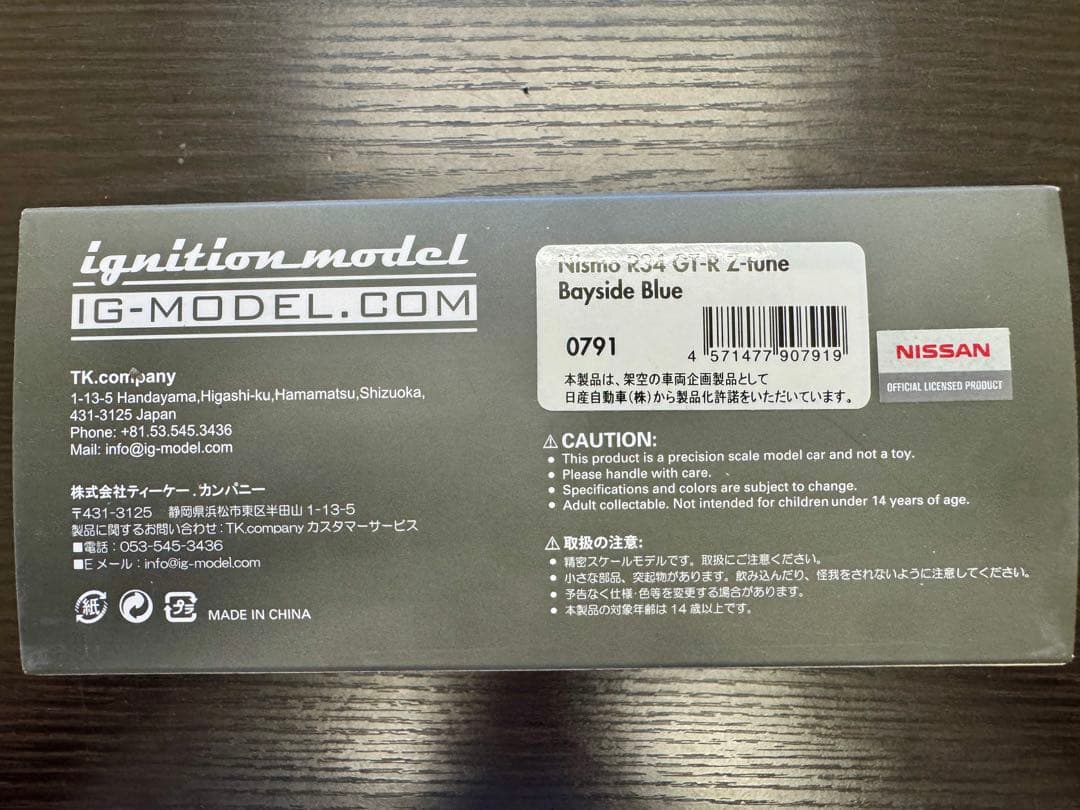 ignition model
IG-MODEL.COM
TK.company
1-13-5 Handayama,Higashi-ku,Hamamatsu,Shizuoka,
431-3125 Japan
Phone: +81.53.545.3436
Mail: info@ig-model.com
株式会社ティーケー.カンパニー
〒431-3125 静岡県浜松市東区半田山1-13-5
製品に関するお問い合わせ:TK.companyカスタマーサービス
■電話:053-545-3436
■Eメール:info@ig-model.com
紙
プラ
MADE IN CHINA
Nismo R34 GT-R Z-tune
Bayside Blue
0791
4 571477 907919
本製品は、架空の車両企画製品として
日産自動車(株)から製品化許諾をいただいています。
NISSAN
OFFICIAL LICENSED PRODUCT
⚠CAUTION:
● This product is a precision scale model car and not a toy.
● Please handle with care.
● Specifications and colors are subject to change.
● Adult collectable. Not intended for children under 14 years of age.
⚠取扱の注意:
● 精密スケールモデルです。取扱にご注意ください。
● 小さな部品、突起物があります。飲み込んだり、怪我をされないように注意してください。
● 予告なく仕様・色等を変更する場合があります。
● 本製品の対象年齢は14歳以上です。